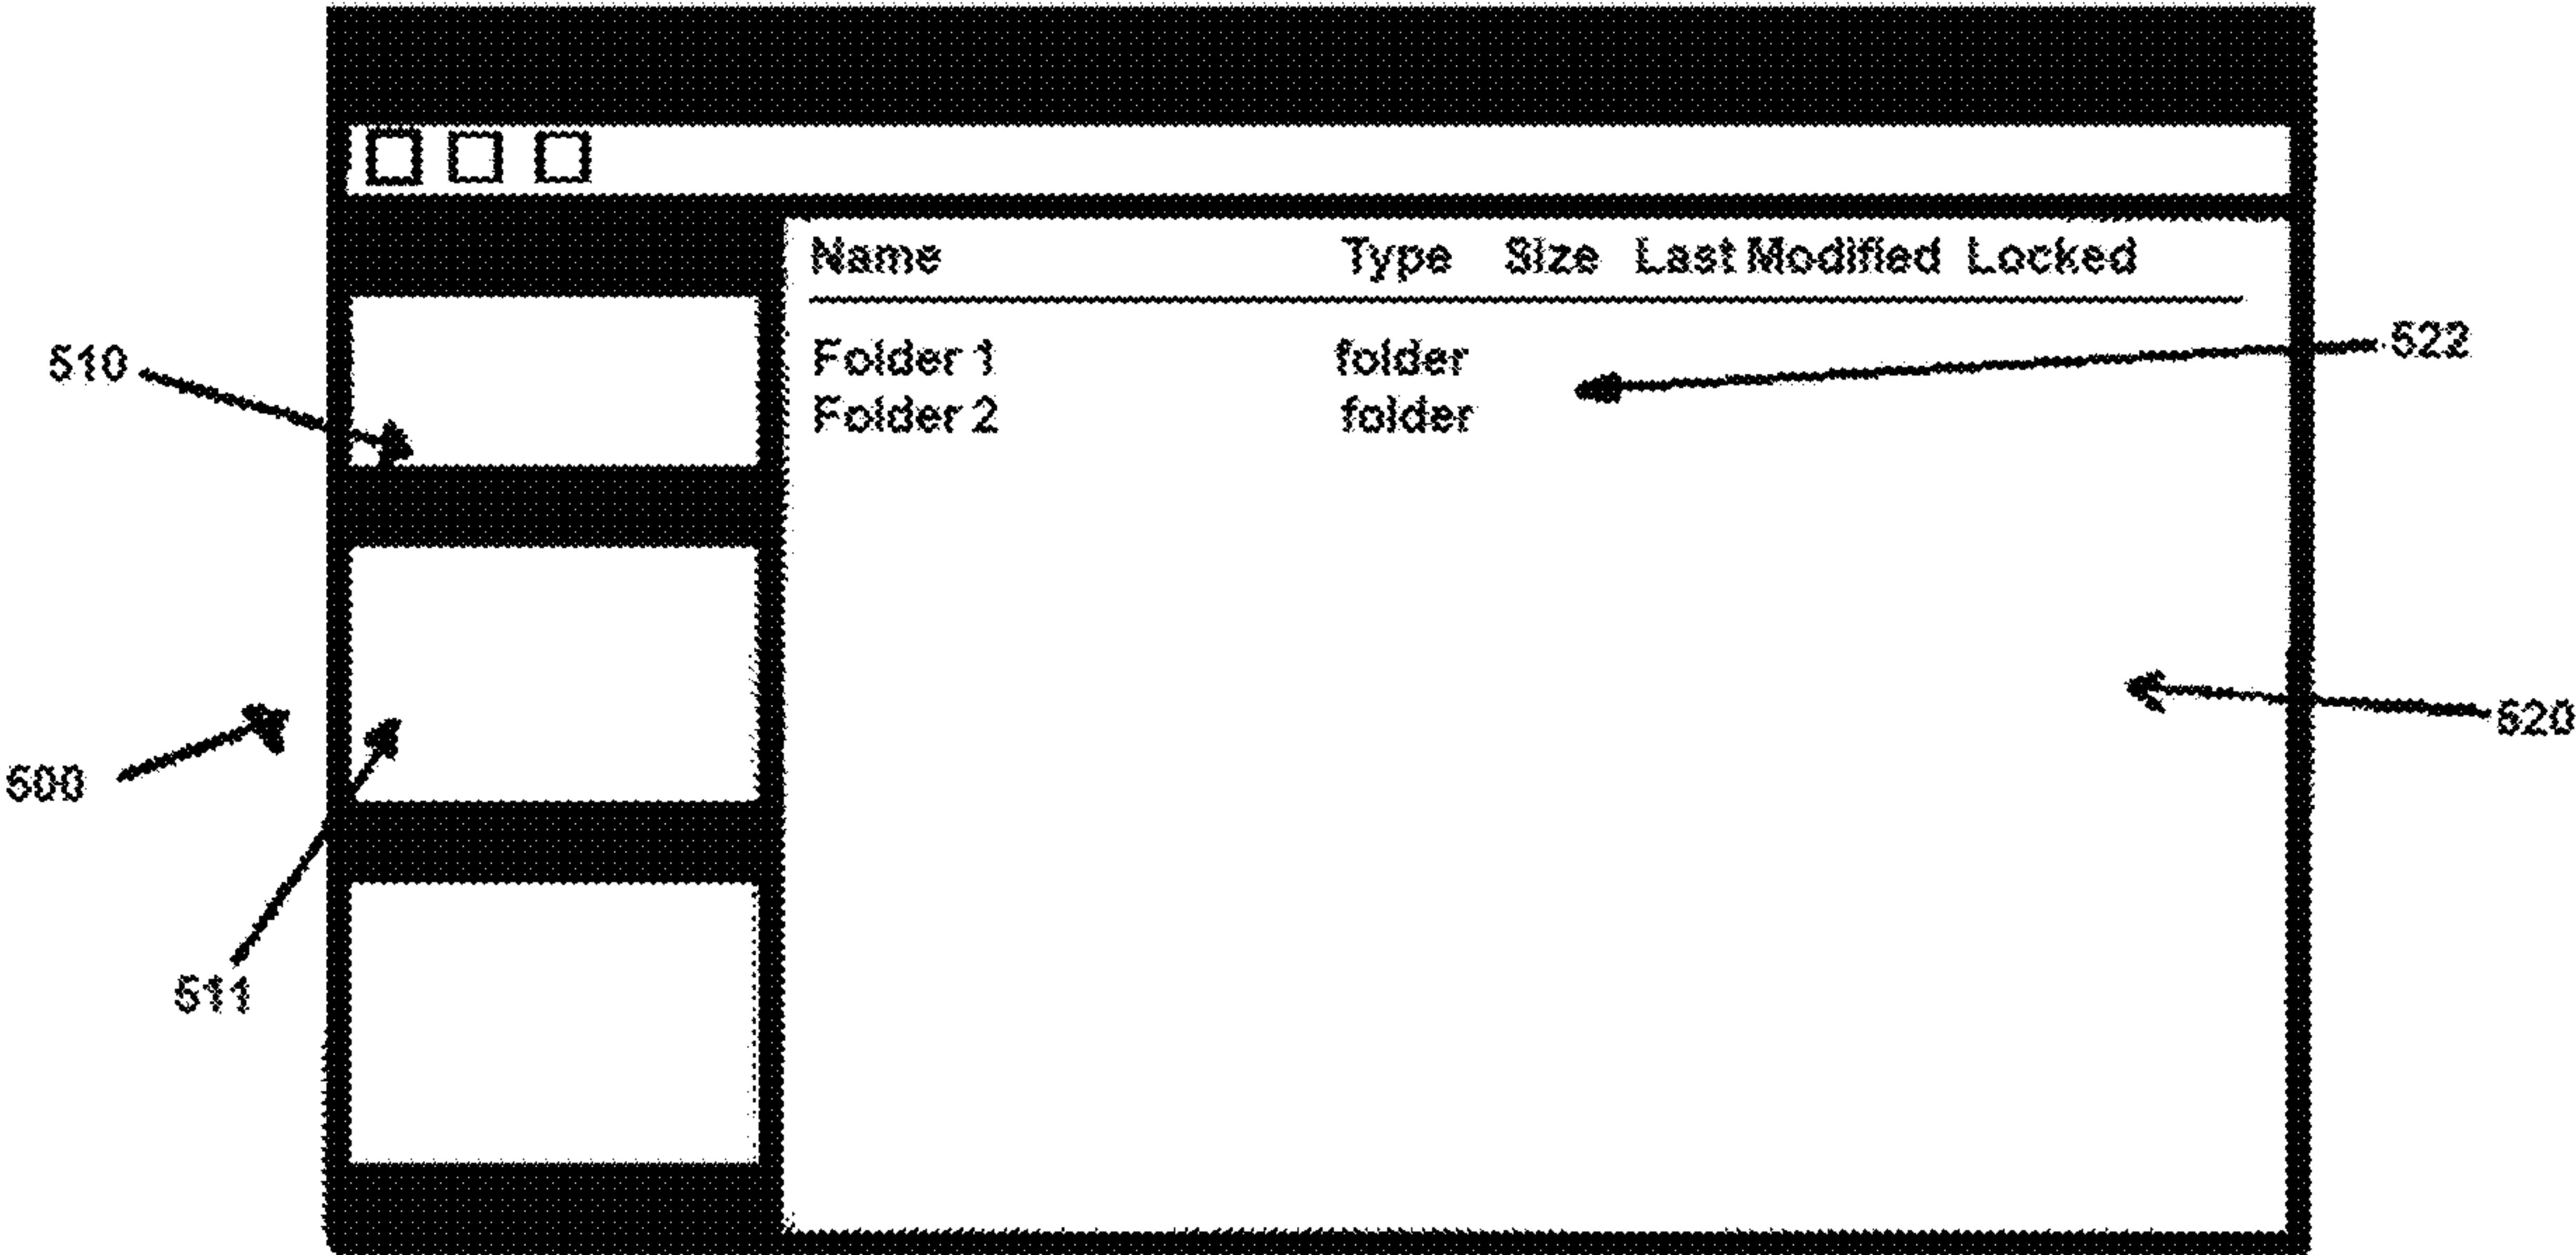 Name Type Size Last Modified Locked
Folder 1 folder
Folder 2 folder
510
522
500
520
511